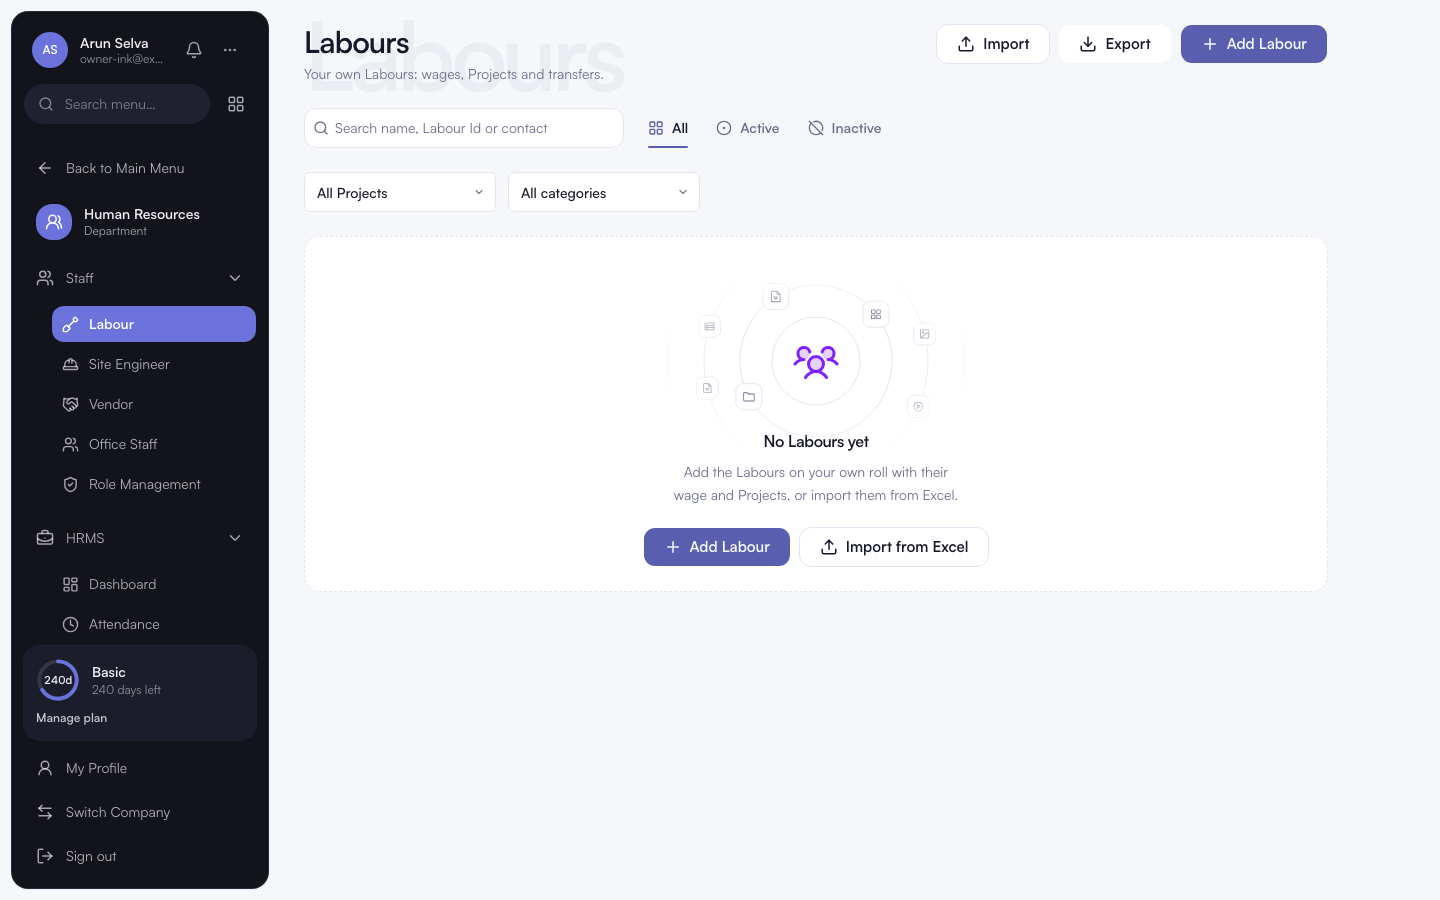 AS
Arun Selva
owner-ink@ex...
Search menu...
Back to Main Menu
Human Resources
Department
Staff
Labour
Site Engineer
Vendor
Office Staff
Role Management
HRMS
Dashboard
Attendance
240d
Basic
240 days left
Manage plan
My Profile
Switch Company
Sign out
Labours
Labours
Your own Labours: wages, Projects and transfers.
Import
Export
Add Labour
Search name, Labour Id or contact
All
Active
Inactive
All Projects
All categories
No Labours yet
Add the Labours on your own roll with their
wage and Projects, or import them from Excel.
Add Labour
Import from Excel